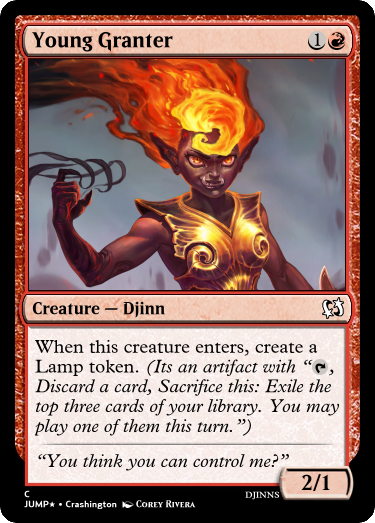 Young Granter
1
When this creature enters, create a
Lamp token. (Its an artifact with “
,
Discard a card, Sacrifice this: Exile the
top three cards of your library. You may
play one of them this turn.”)
“You think you can control me?”
Creature — Djinn
2/1
C
JUMP★ • Crashington
COREY RIVERA
DJINNS